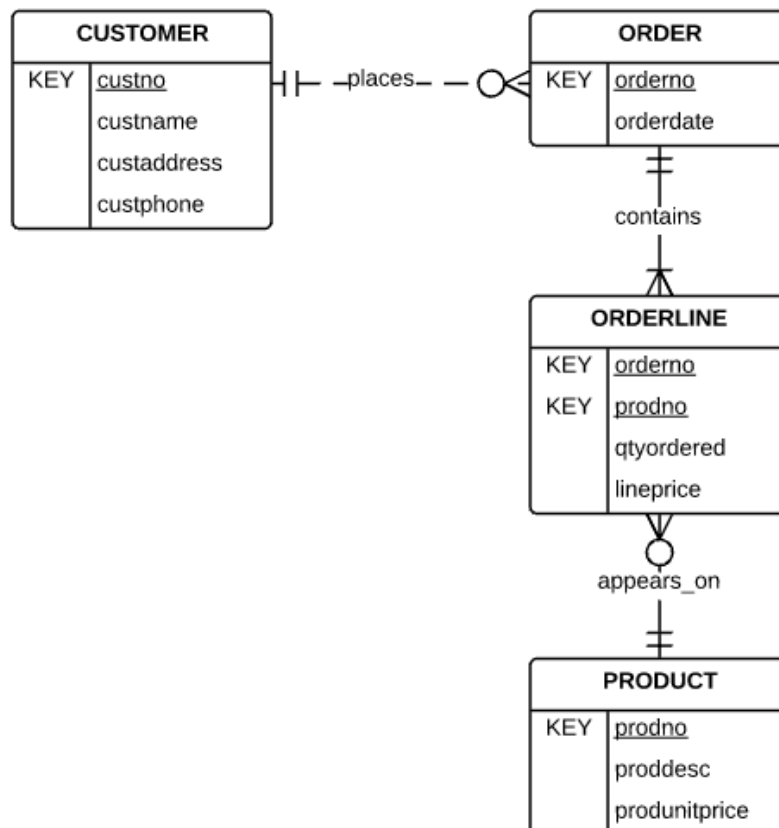 CUSTOMER
KEY custno
custname
custaddress
custphone
places
ORDER
KEY orderno
orderdate
contains
ORDERLINE
KEY orderno
KEY prodno
qtyordered
lineprice
appears_on
PRODUCT
KEY prodno
proddesc
produnitprice